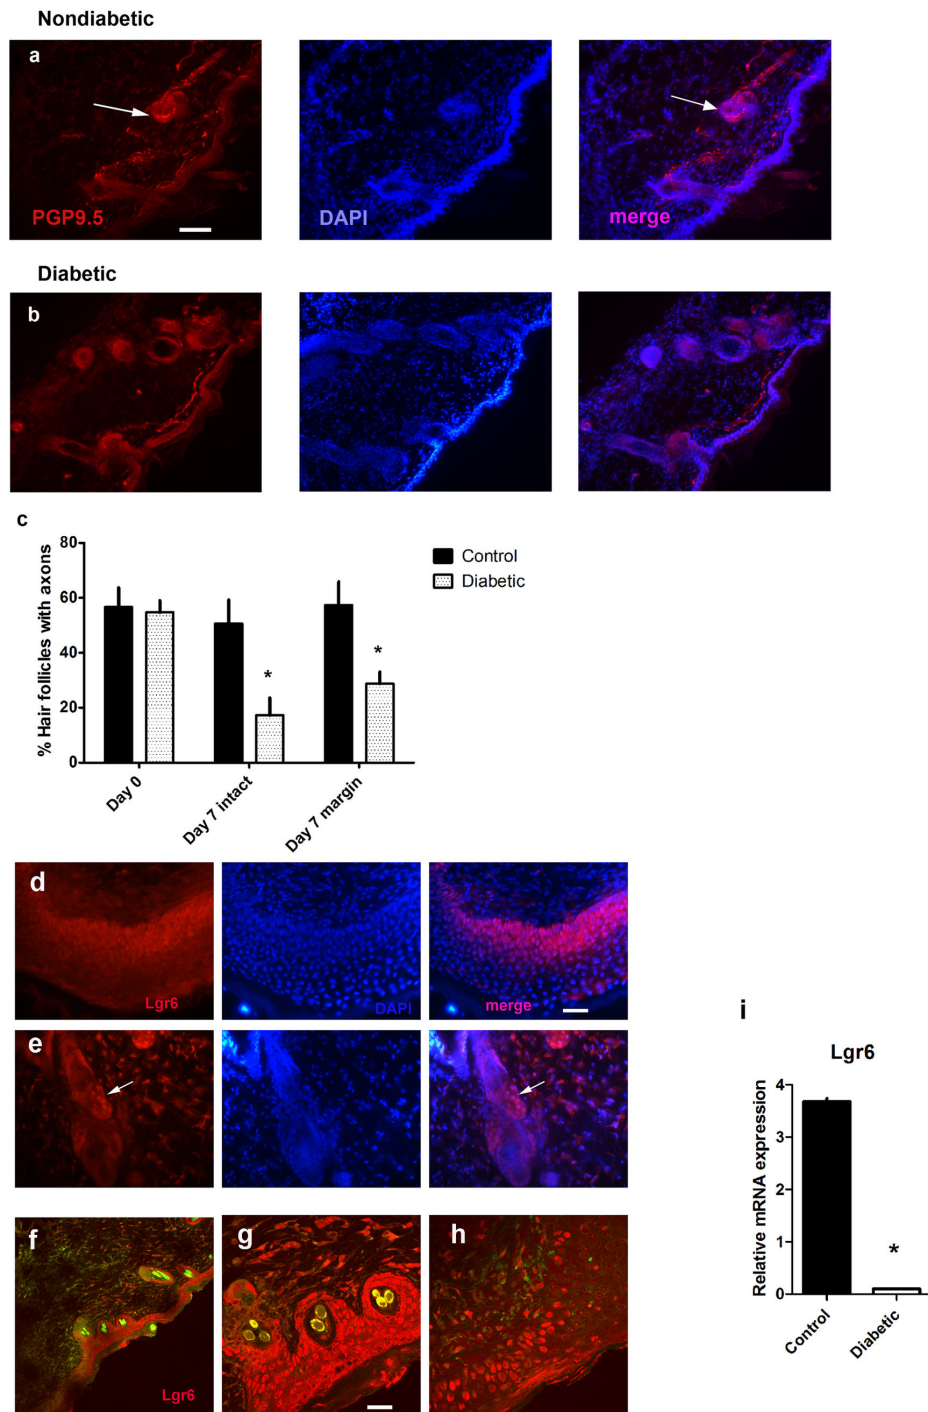 Nondiabetic
a
PGP9.5
DAPI
merge
Diabetic
b
c
% Hair follicles with axons
80
60
40
20
0
Control
Diabetic
*
*
Day 0
Day 7 intact
Day 7 margin
d
Lgr6
DAPI
merge
e
f
Lgr6
g
h
i
Lgr6
Relative mRNA expression
4
3
2
1
0
*
Control
Diabetic